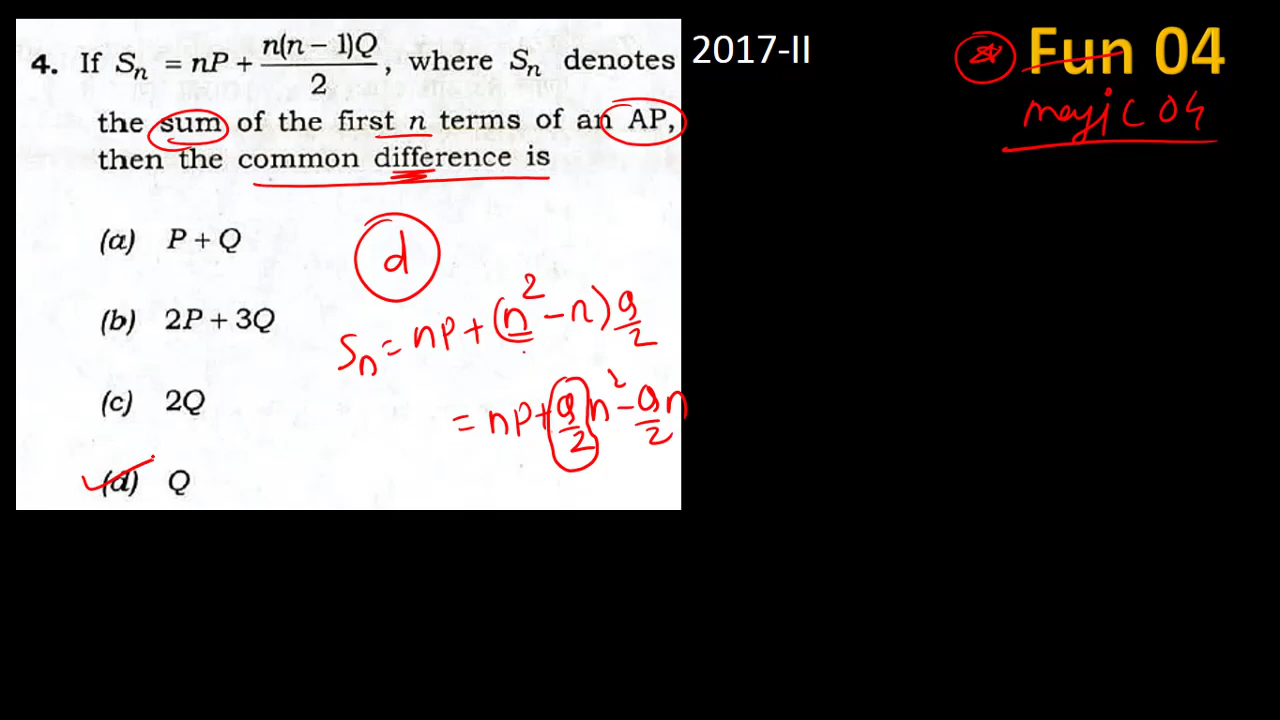 4. If Sn = nP + n(n − 1)Q / 2, where Sn denotes
the sum of the first n terms of an AP,
then the common difference is
(a) P + Q
(b) 2P + 3Q
(c) 2Q
(d) Q
d
Sn = nP + (n² − n) Q/2
= nP + Q/2 n² − Q/2 n
2017-II
Fun 04
magic 04